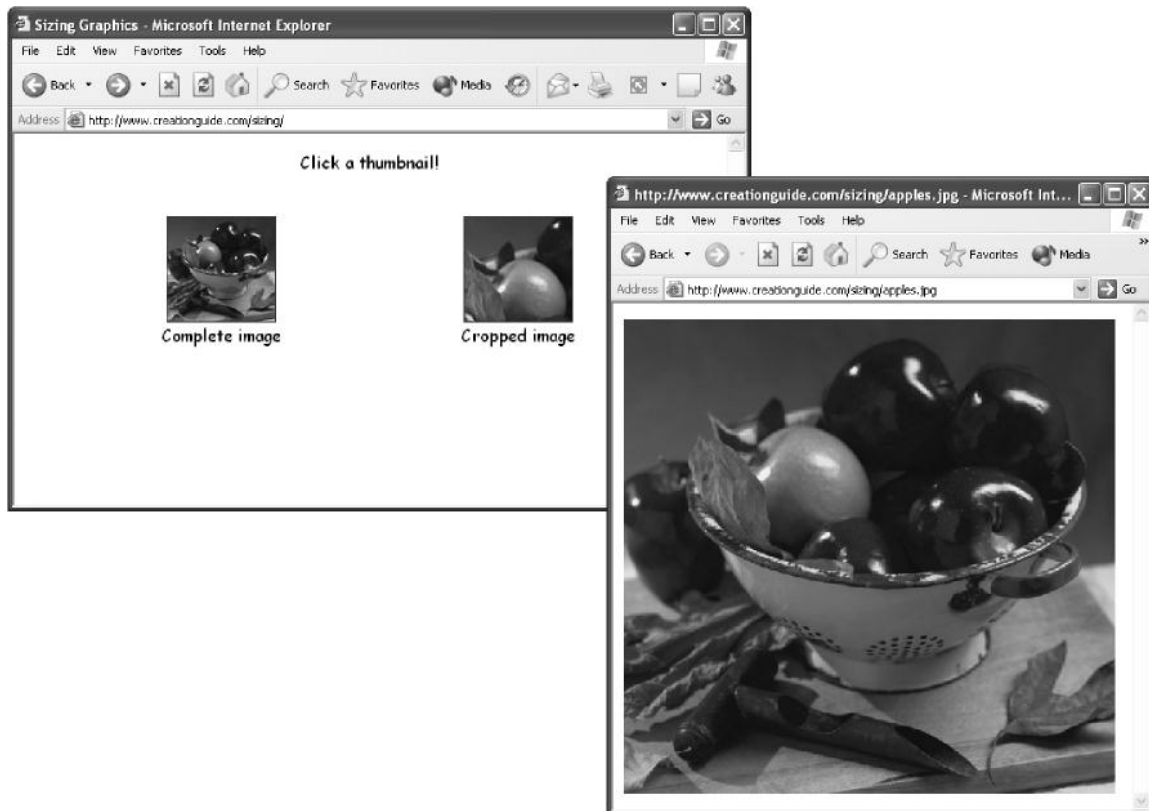 Sizing Graphics - Microsoft Internet Explorer
File Edit View Favorites Tools Help
Back Search Favorites Media
Address http://www.creationguide.com/sizing/ Go
Click a thumbnail!
Complete image Cropped image
http://www.creationguide.com/sizing/apples.jpg - Microsoft Int...
File Edit View Favorites Tools Help
Back Search Favorites Media »
Address http://www.creationguide.com/sizing/apples.jpg Go